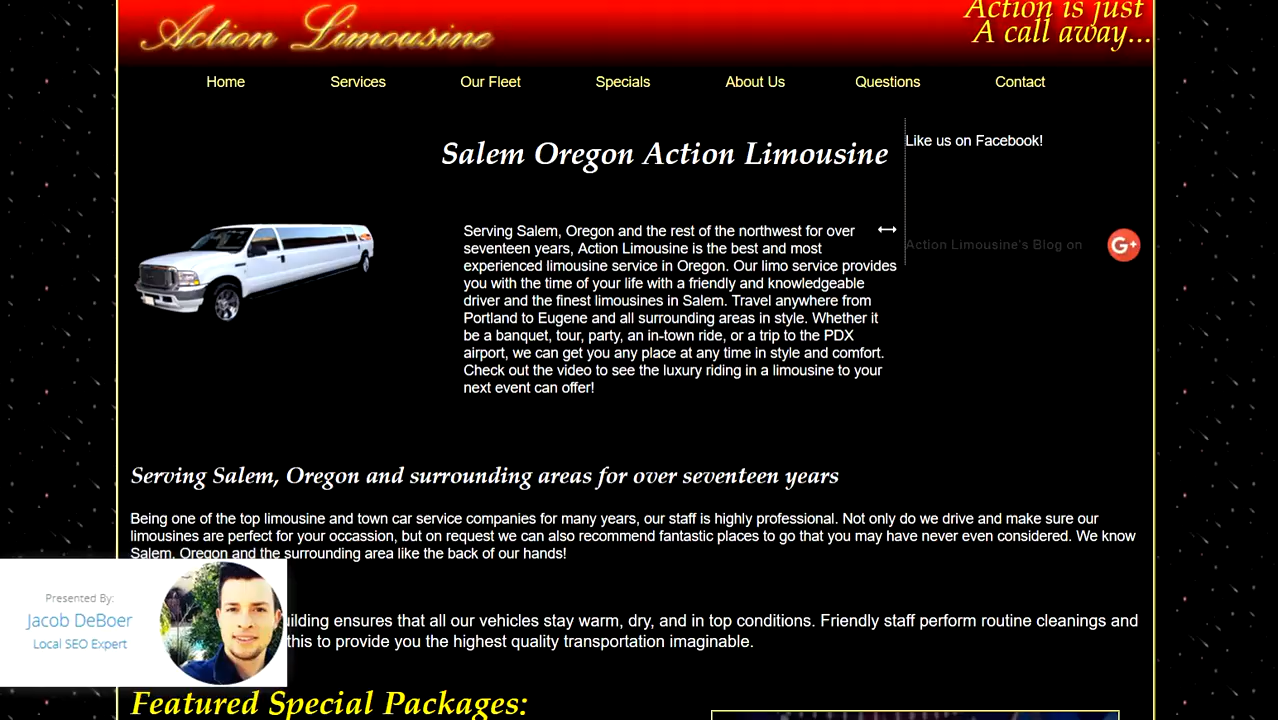 Action Limousine
Action is just
A call away...
Home Services Our Fleet Specials About Us Questions Contact
Salem Oregon Action Limousine
Like us on Facebook!
Serving Salem, Oregon and the rest of the northwest for over
seventeen years, Action Limousine is the best and most
experienced limousine service in Oregon. Our limo service provides
you with the time of your life with a friendly and knowledgeable
driver and the finest limousines in Salem. Travel anywhere from
Portland to Eugene and all surrounding areas in style. Whether it
be a banquet, tour, party, an in-town ride, or a trip to the PDX
airport, we can get you any place at any time in style and comfort.
Check out the video to see the luxury riding in a limousine to your
next event can offer!
Action Limousine's Blog on
G+
Serving Salem, Oregon and surrounding areas for over seventeen years
Being one of the top limousine and town car service companies for many years, our staff is highly professional. Not only do we drive and make sure our
limousines are perfect for your occassion, but on request we can also recommend fantastic places to go that you may have never even considered. We know
Salem, Oregon and the surrounding area like the back of our hands!
ensures that all our vehicles stay warm, dry, and in top conditions. Friendly staff perform routine cleanings and
this to provide you the highest quality transportation imaginable.
Presented By:
Jacob DeBoer
Local SEO Expert
Featured Special Packages: